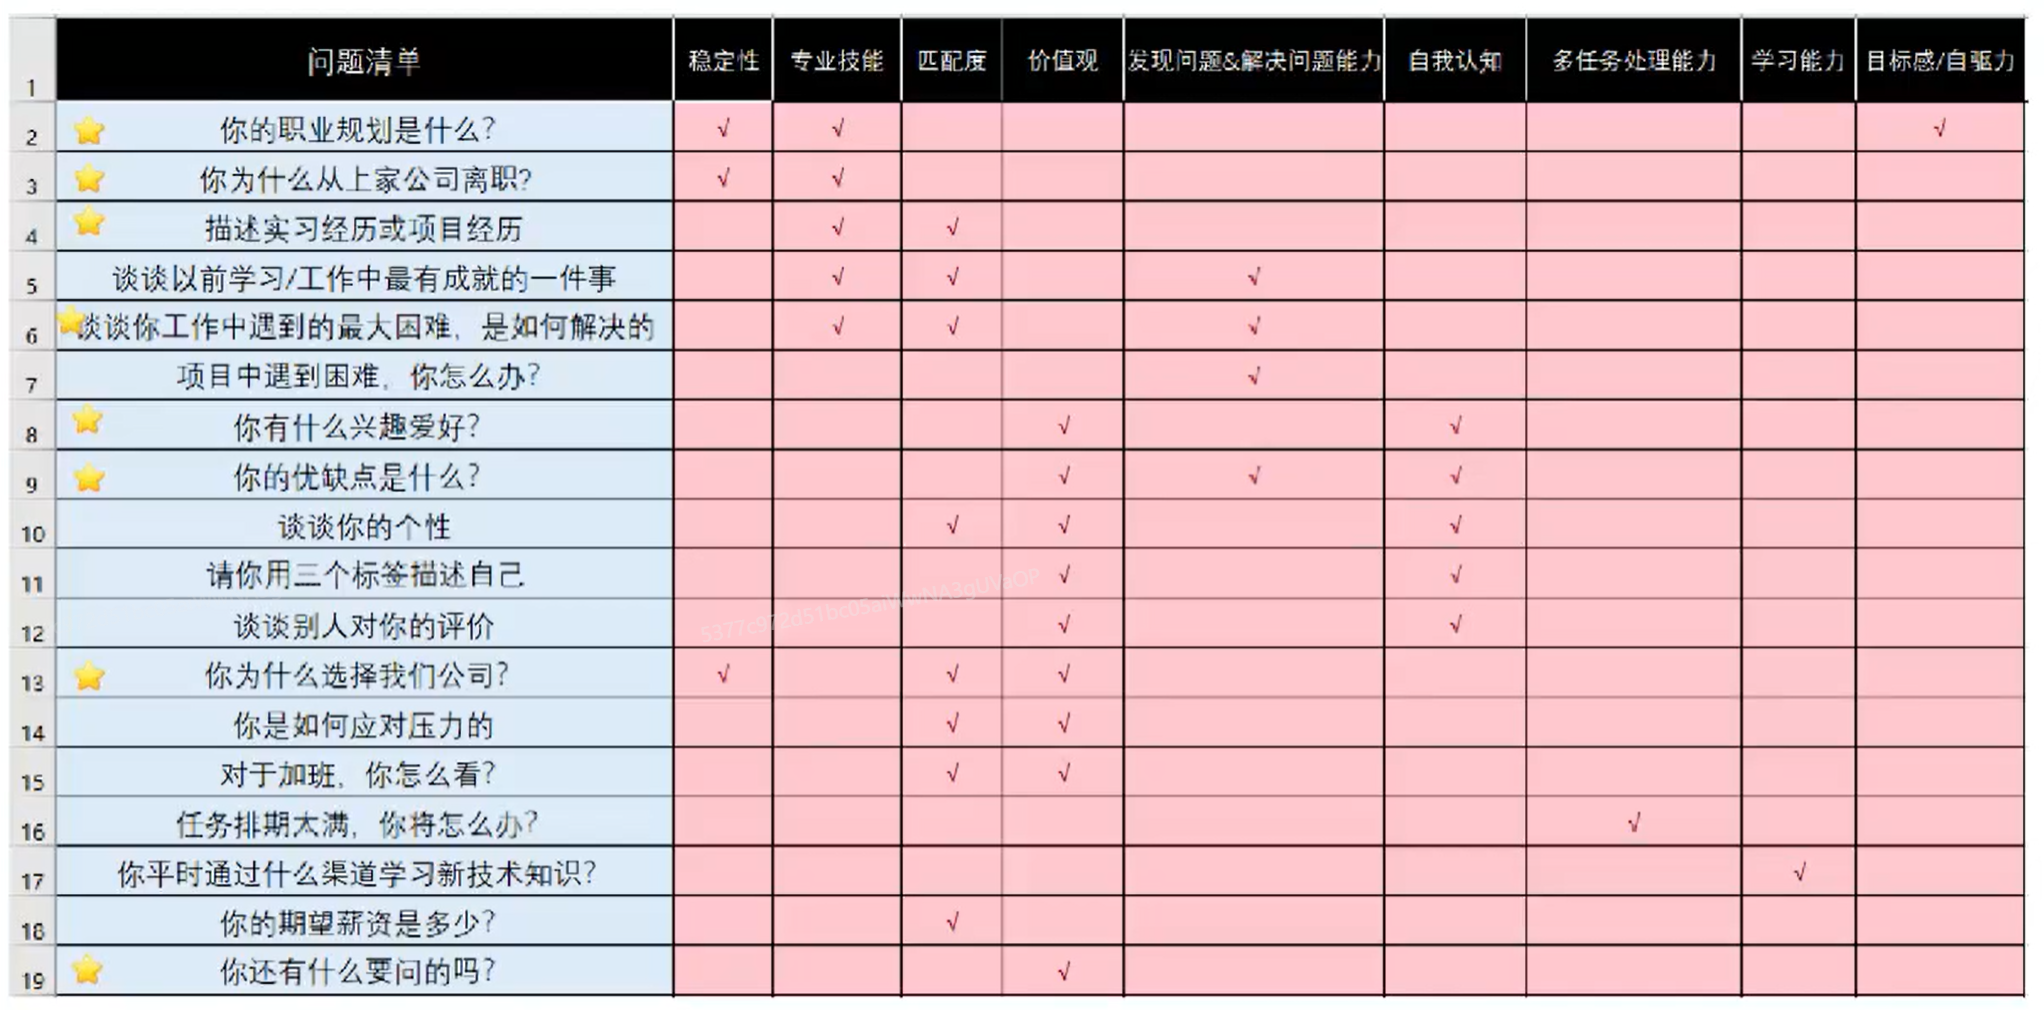 1 问题清单 稳定性 专业技能 匹配度 价值观 发现问题&解决问题能力 自我认知 多任务处理能力 学习能力 目标感/自驱力
2 你的职业规划是什么? √ √ √
3 你为什么从上家公司离职? √ √
4 描述实习经历或项目经历 √ √
5 谈谈以前学习/工作中最有成就的一件事 √ √ √
6 谈谈你工作中遇到的最大困难，是如何解决的 √ √ √
7 项目中遇到困难，你怎么办? √
8 你有什么兴趣爱好? √ √
9 你的优缺点是什么? √ √ √
10 谈谈你的个性 √ √ √
11 请你用三个标签描述自己 √ √
12 谈谈别人对你的评价 √ √
13 你为什么选择我们公司? √ √ √
14 你是如何应对压力的 √ √
15 对于加班，你怎么看? √ √
16 任务排期太满，你将怎么办? √
17 你平时通过什么渠道学习新技术知识? √
18 你的期望薪资是多少? √
19 你还有什么要问的吗? √